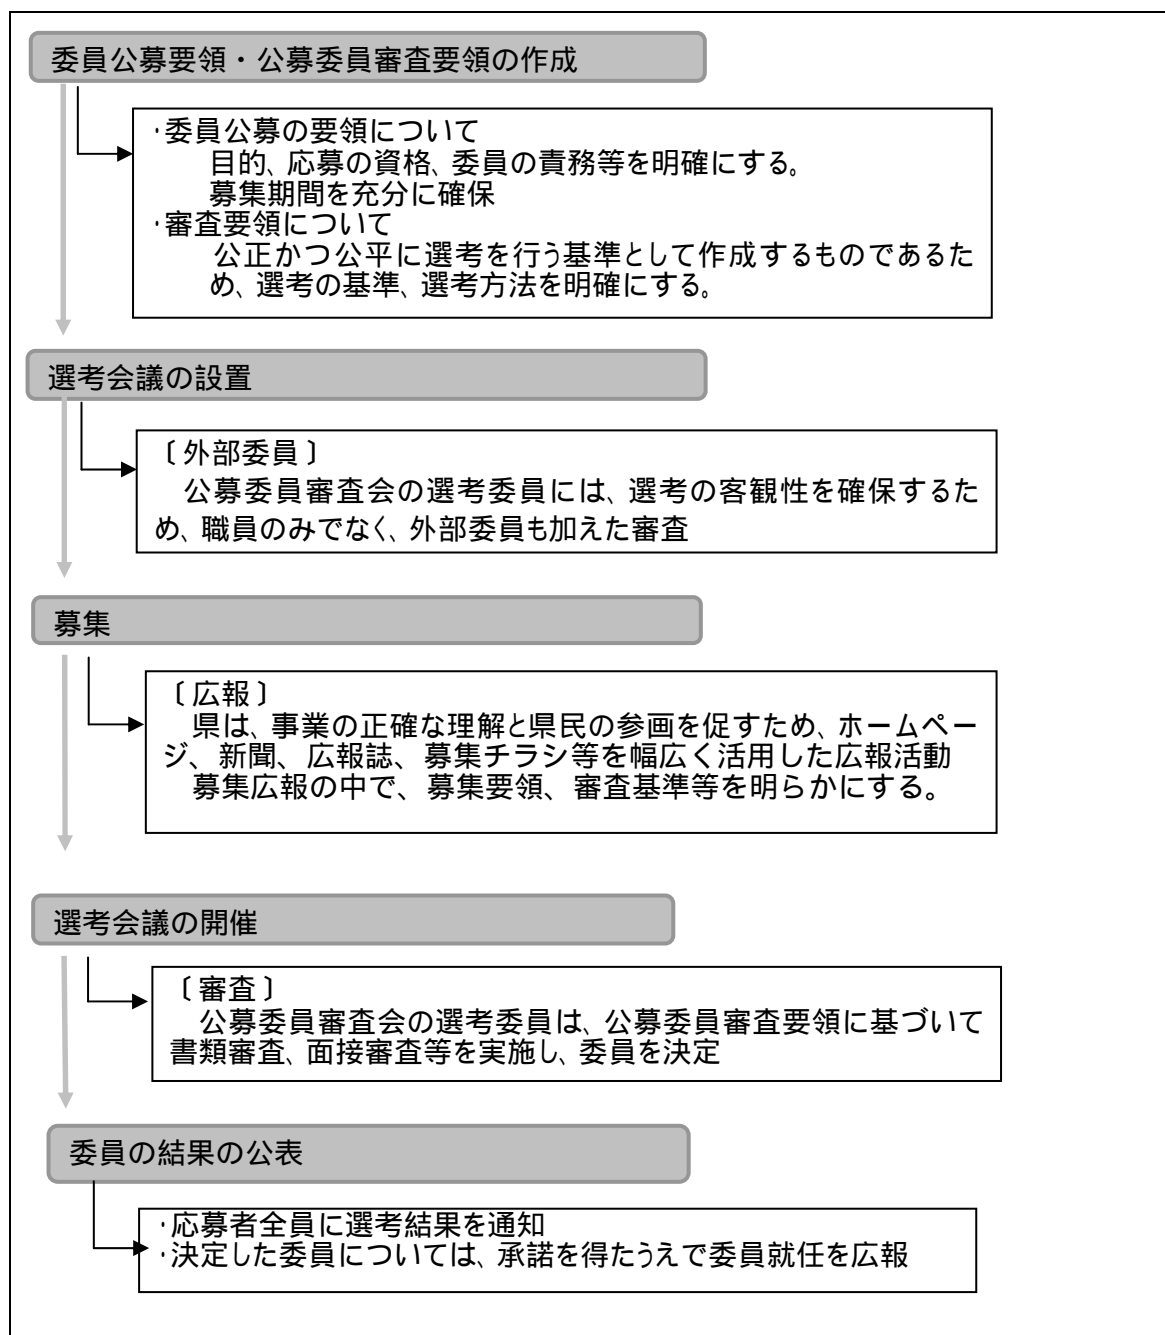 委員公募要領・公募委員審査要領の作成
・委員公募の要領について
目的、応募の資格、委員の責務等を明確にする。
募集期間を充分に確保
・審査要領について
公正かつ公平に選考を行う基準として作成するものであるた
め、選考の基準、選考方法を明確にする。
選考会議の設置
〔外部委員〕
公募委員審査会の選考委員には、選考の客観性を確保するた
め、職員のみでなく、外部委員も加えた審査
募集
〔広報〕
県は、事業の正確な理解と県民の参画を促すため、ホームペー
ジ、新聞、広報誌、募集チラシ等を幅広く活用した広報活動
募集広報の中で、募集要領、審査基準等を明らかにする。
選考会議の開催
〔審査〕
公募委員審査会の選考委員は、公募委員審査要領に基づいて
書類審査、面接審査等を実施し、委員を決定
委員の結果の公表
・応募者全員に選考結果を通知
・決定した委員については、承諾を得たうえで委員就任を広報